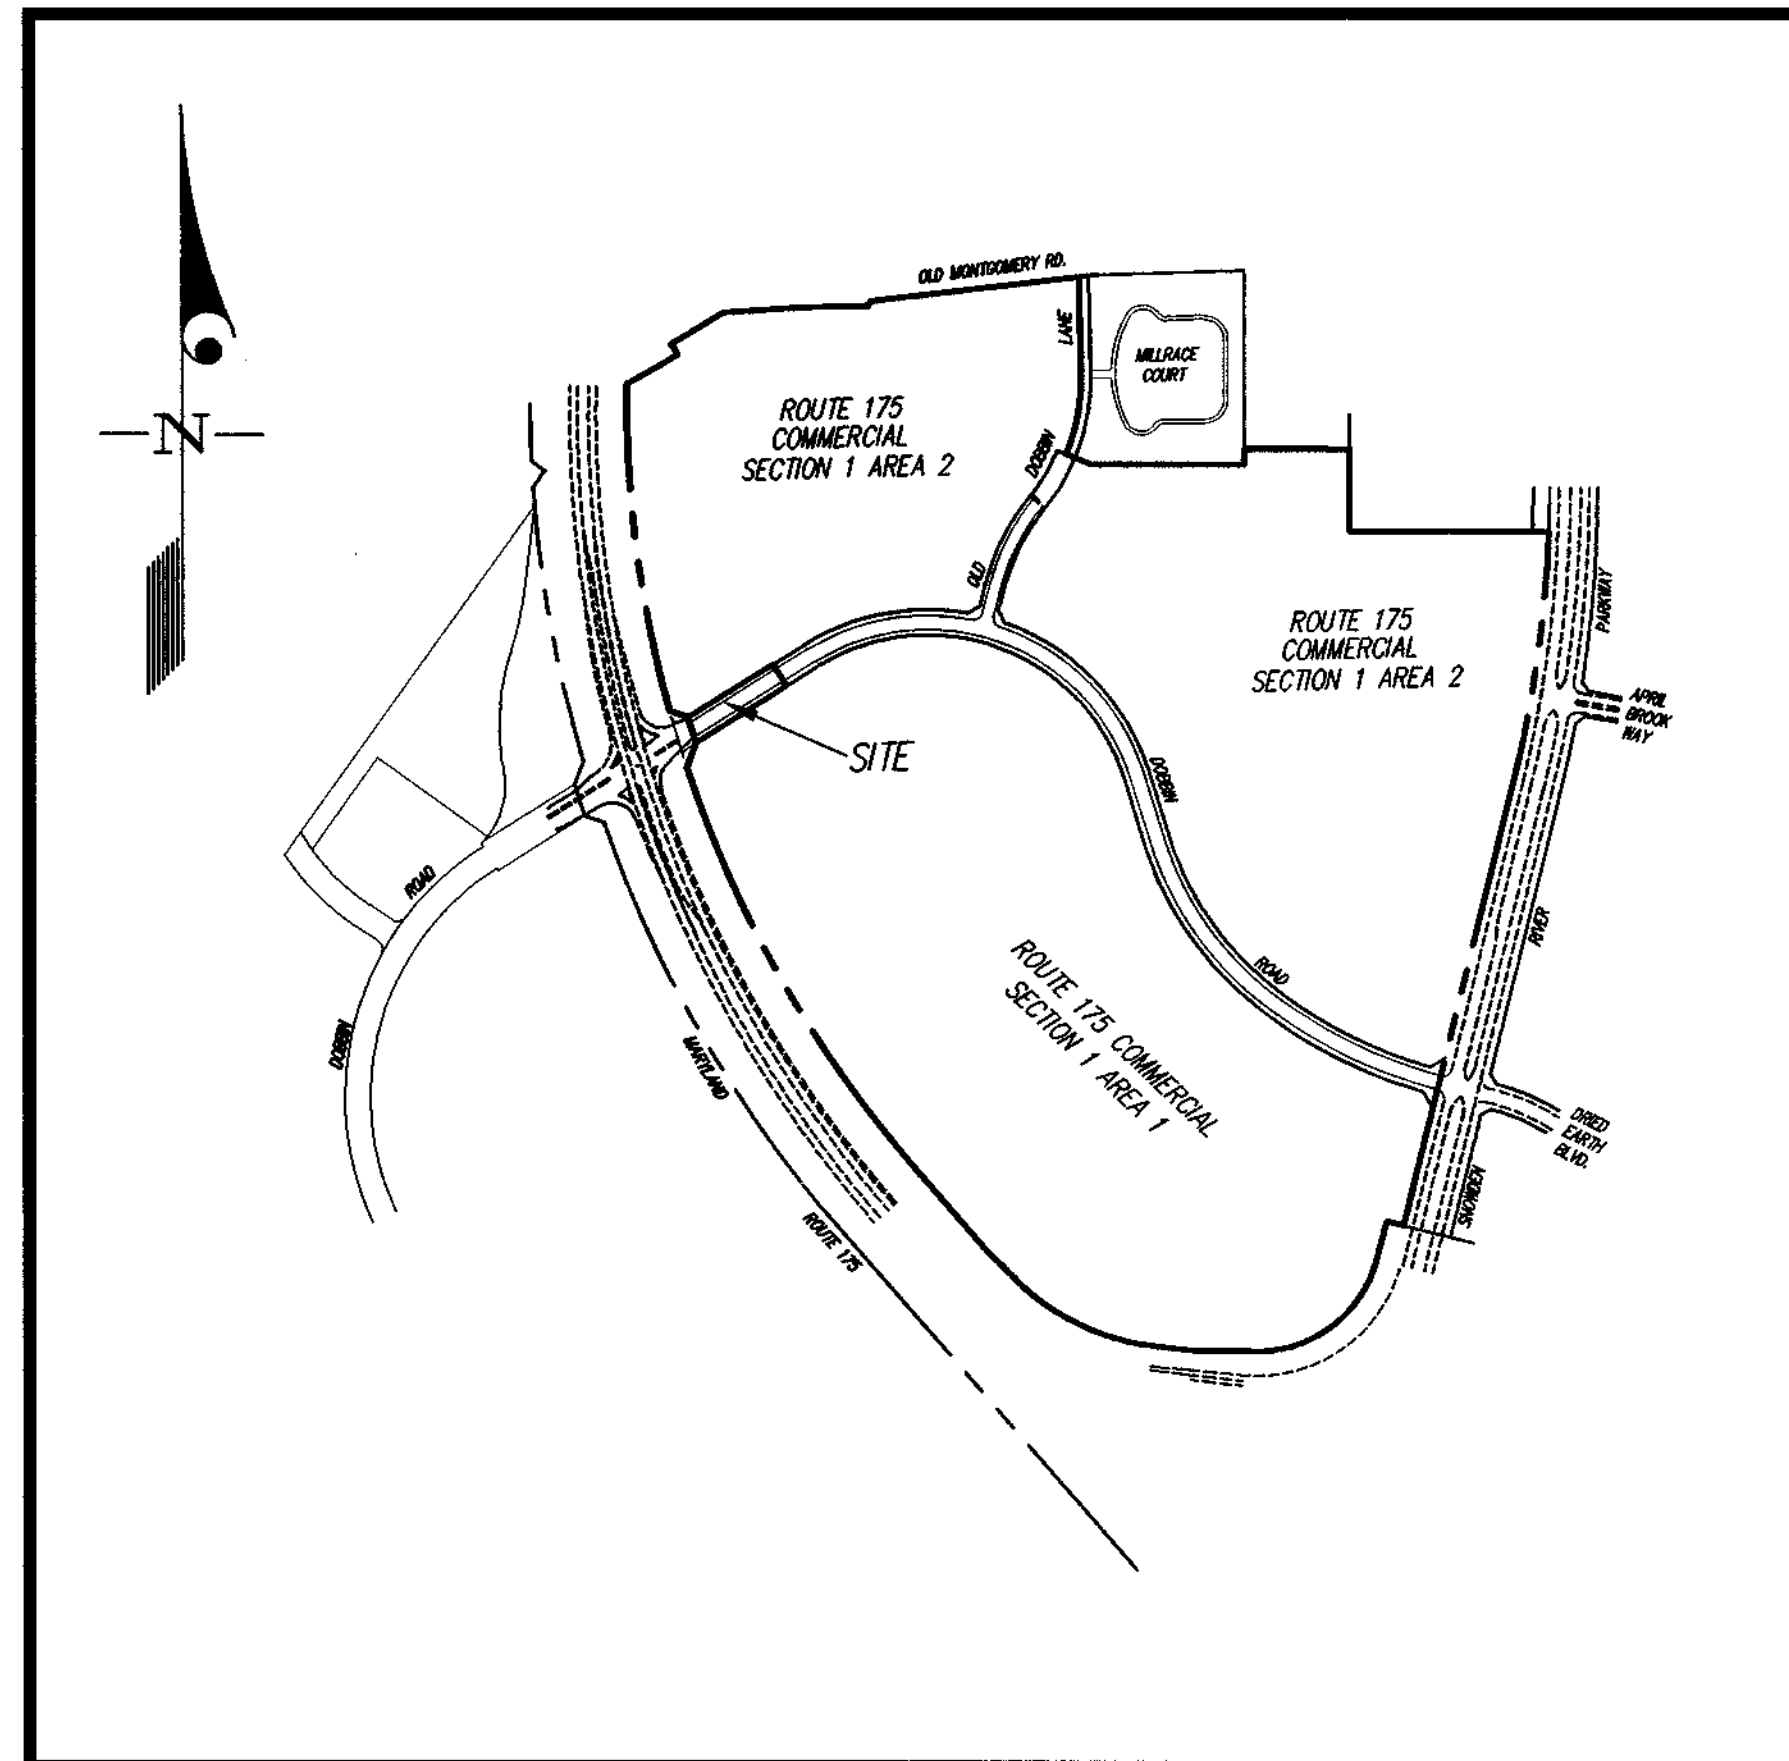 OLD MONTGOMERY RD.
LANE
MILLRACE
COURT
N
ROUTE 175
COMMERCIAL
SECTION 1 AREA 2
DOBBIN
OLD
PARKWAY
ROUTE 175
COMMERCIAL
SECTION 1 AREA 2
APRIL
BROOK
WAY
SITE
DOBBIN
ROAD
RIVER
ROUTE 175 COMMERCIAL
SECTION 1 AREA 1
ROAD
DOBBIN
MARYLAND
DRIED
EARTH
BLVD.
SNOWDEN
ROUTE 175